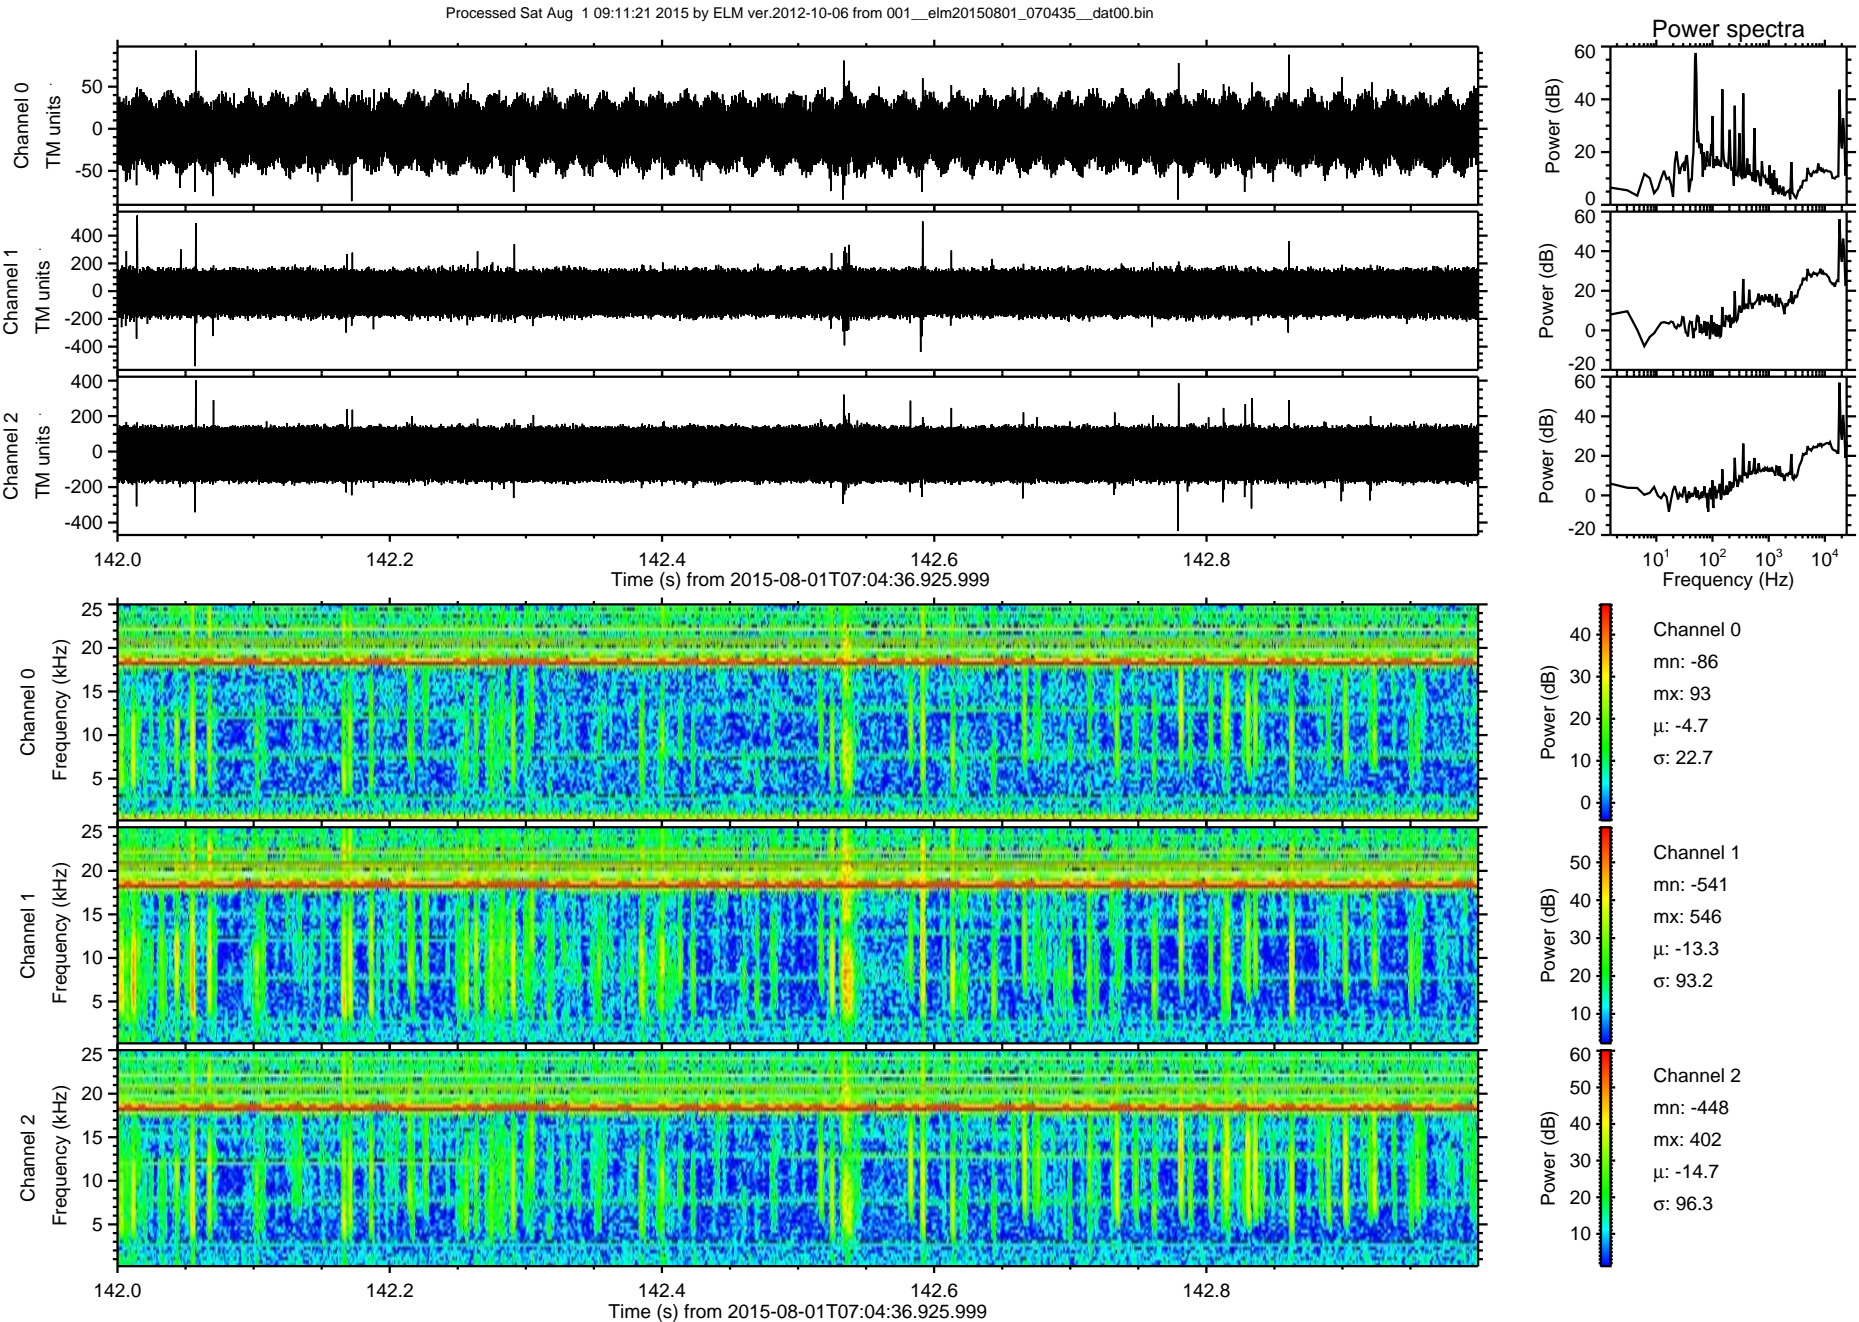 Processed Sat Aug  1 09:11:21 2015 by ELM ver.2012-10-06 from 001__elm20150801_070435__dat00.bin
Power spectra
Channel 0
TM units
50
0
-50
Power (dB)
60
40
20
0
Channel 1
TM units
400
200
0
-200
-400
Power (dB)
60
40
20
0
-20
Channel 2
TM units
400
200
0
-200
-400
Power (dB)
60
40
20
0
-20
142.0 142.2 142.4 142.6 142.8
Time (s) from 2015-08-01T07:04:36.925.999
10¹ 10² 10³ 10⁴
Frequency (Hz)
Channel 0
Frequency (kHz)
25
20
15
10
5
Power (dB)
40
30
20
10
0
Channel 0
mn: -86
mx: 93
μ: -4.7
σ: 22.7
Channel 1
Frequency (kHz)
25
20
15
10
5
Power (dB)
50
40
30
20
10
Channel 1
mn: -541
mx: 546
μ: -13.3
σ: 93.2
Channel 2
Frequency (kHz)
25
20
15
10
5
Power (dB)
60
50
40
30
20
10
Channel 2
mn: -448
mx: 402
μ: -14.7
σ: 96.3
142.0 142.2 142.4 142.6 142.8
Time (s) from 2015-08-01T07:04:36.925.999